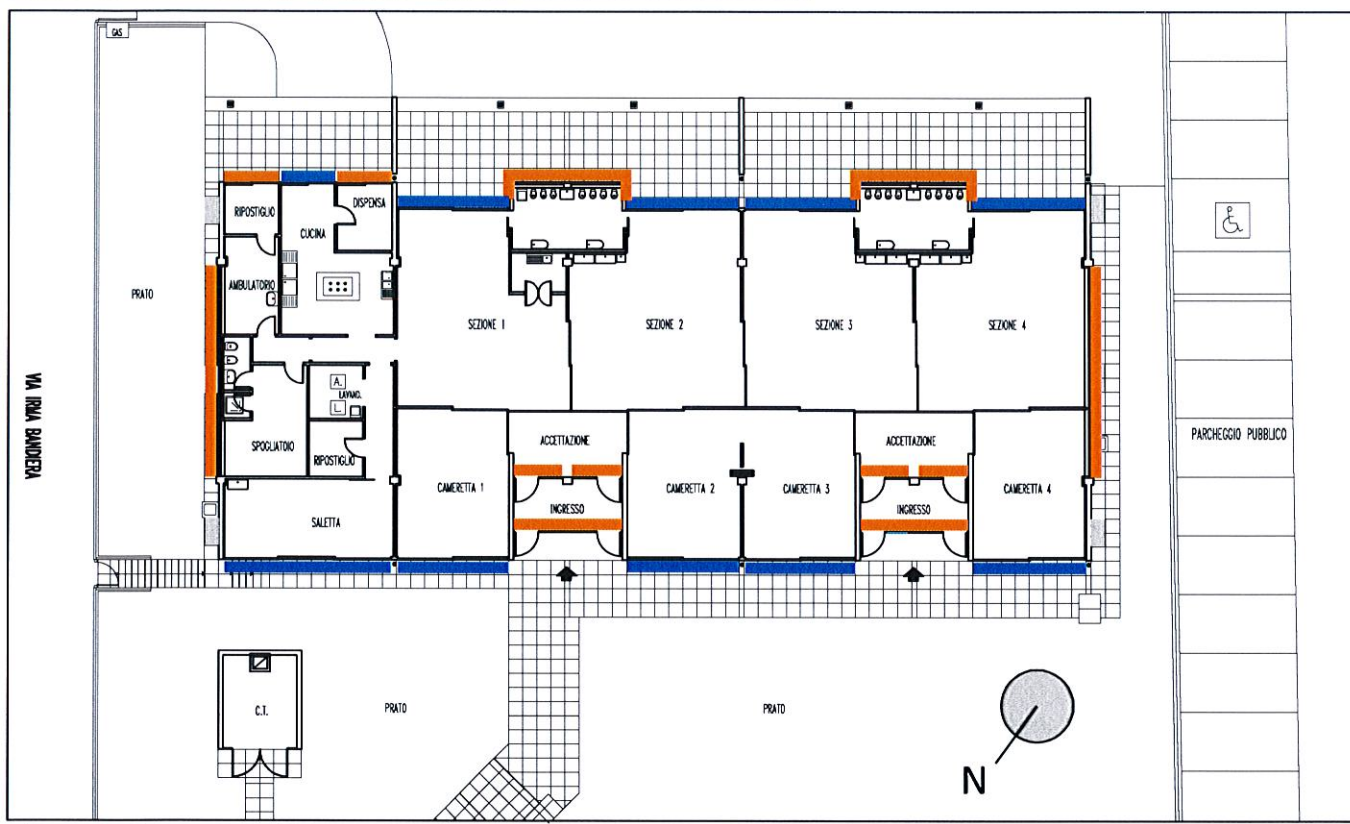 GAS
RIPOSTIGLIO
DISPENSA
CUCINA
AMBULATORIO
PRATO
SEZIONE 1
SEZIONE 2
SEZIONE 3
SEZIONE 4
A.
LAVAND.
L.
VIA IRMA BANDIERA
SPOGLIATOIO
RIPOSTIGLIO
ACCETTAZIONE
ACCETTAZIONE
PARCHEGGIO PUBBLICO
CAMERETTA 1
CAMERETTA 2
CAMERETTA 3
CAMERETTA 4
INGRESSO
INGRESSO
SALETTA
C.T.
PRATO
PRATO
N